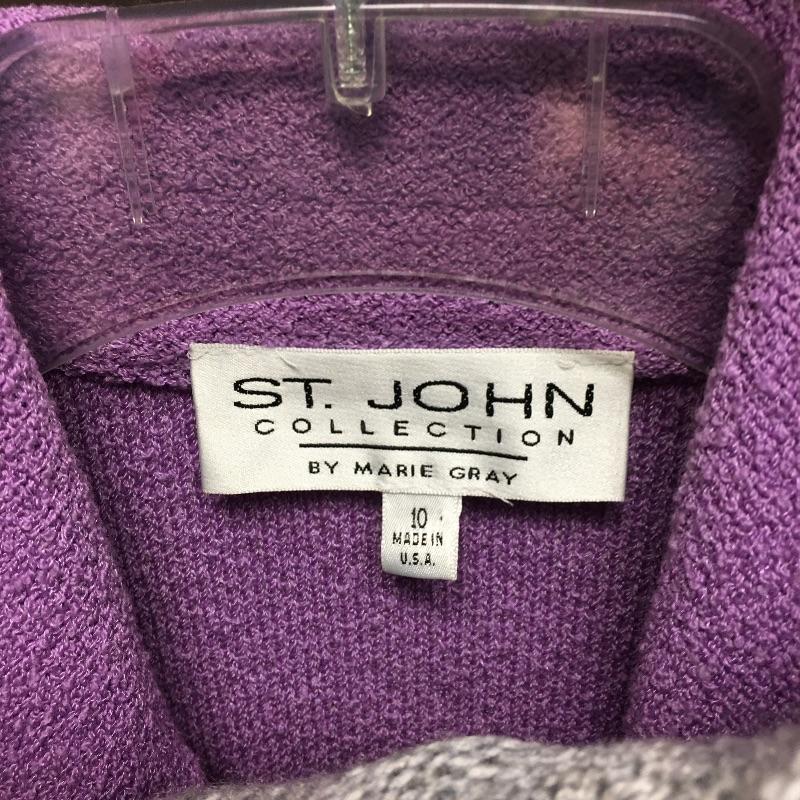 ST. JOHN
COLLECTION
BY MARIE GRAY
10
MADE IN
U.S.A.